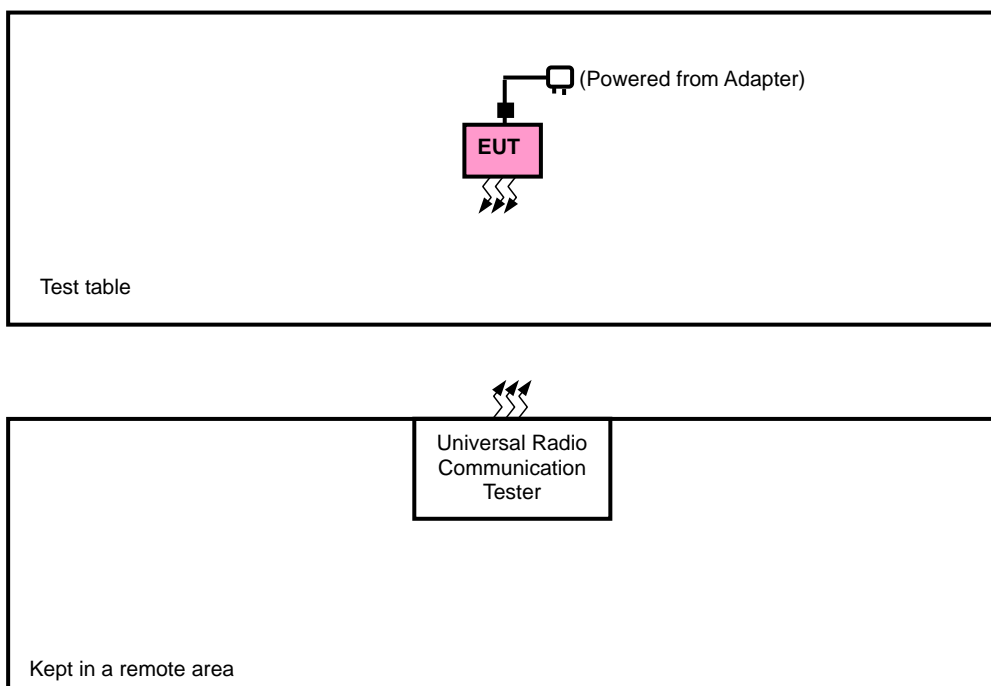 (Powered from Adapter)
EUT
Test table
Universal Radio
Communication
Tester
Kept in a remote area